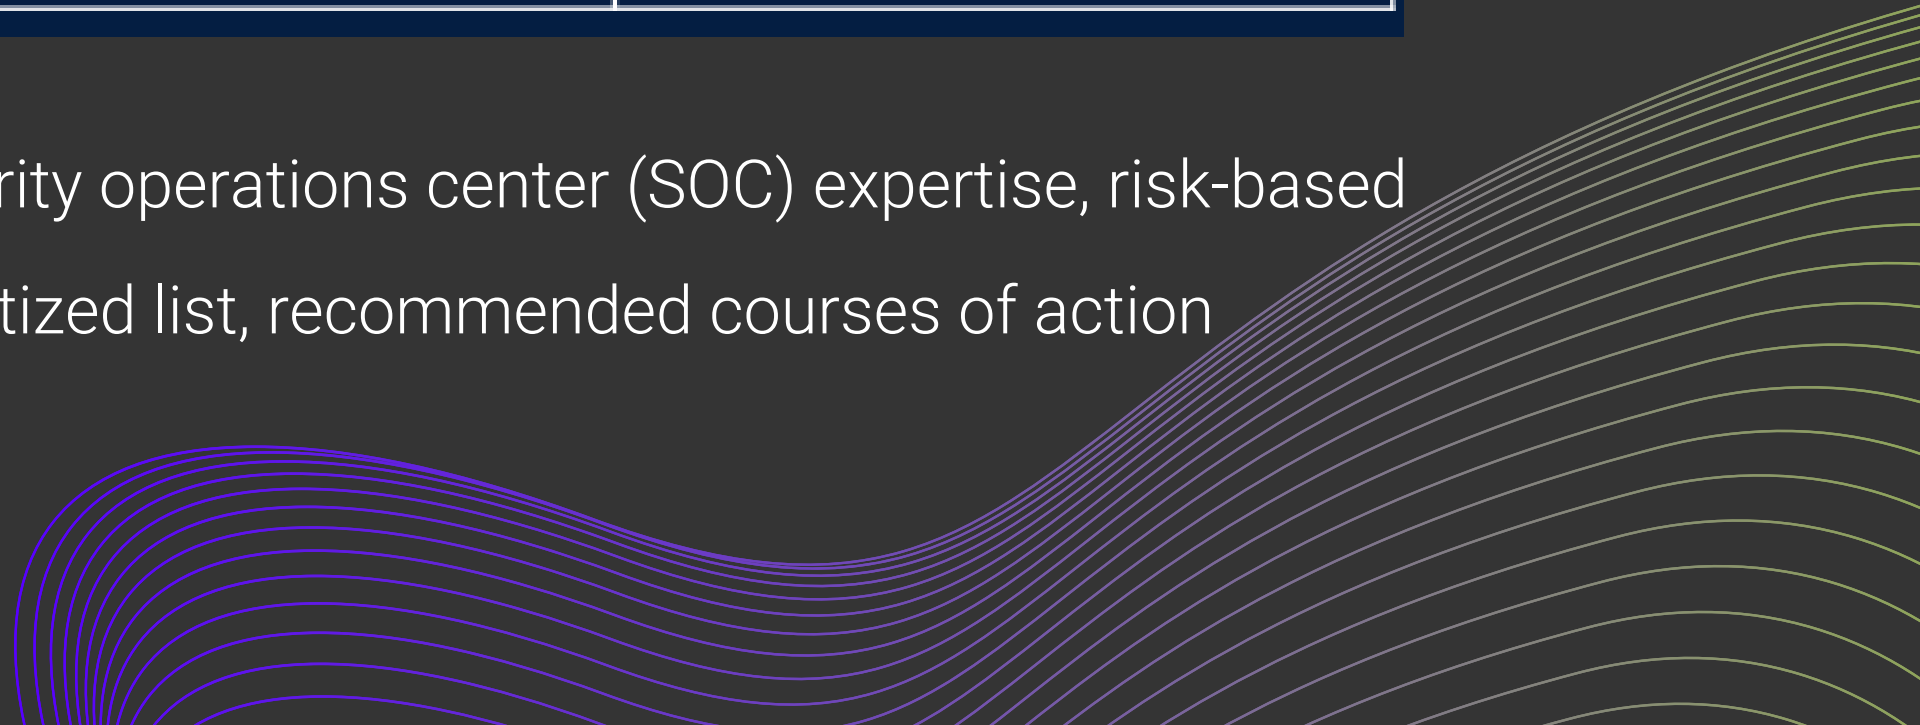 rity operations center (SOC) expertise, risk-based
tized list, recommended courses of action